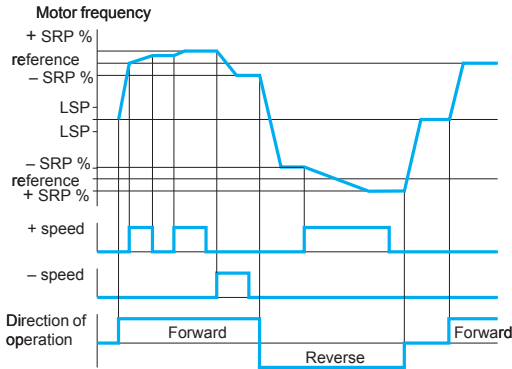 Motor frequency
+ SRP %
reference
– SRP %
LSP
LSP
– SRP %
reference
+ SRP %
+ speed
– speed
Direction of
operation
Forward
Forward
Reverse